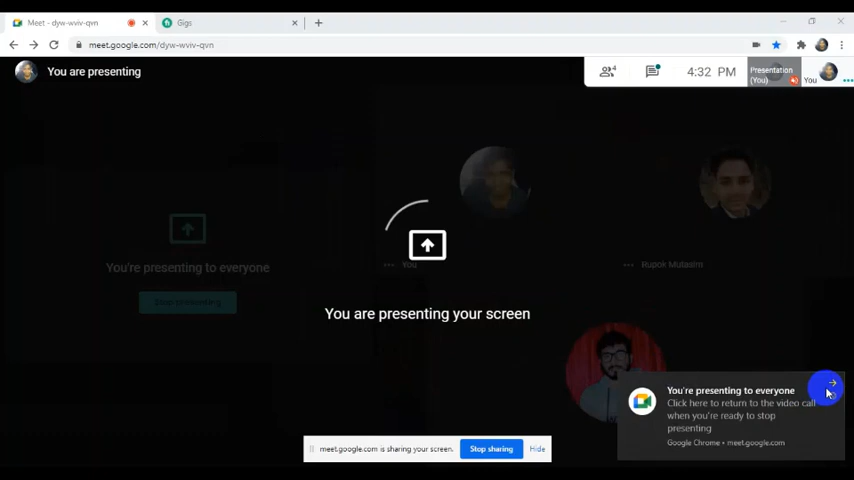 Meet - dyw-wviv-qvn
Gigs
meet.google.com/dyw-wviv-qvn
You are presenting
4
4:32 PM
Presentation
(You)
You
You're presenting to everyone
Stop presenting
You
Rupok Mutasim
You are presenting your screen
You're presenting to everyone
Click here to return to the video call
when you're ready to stop
presenting
Google Chrome • meet.google.com
meet.google.com is sharing your screen.
Stop sharing
Hide